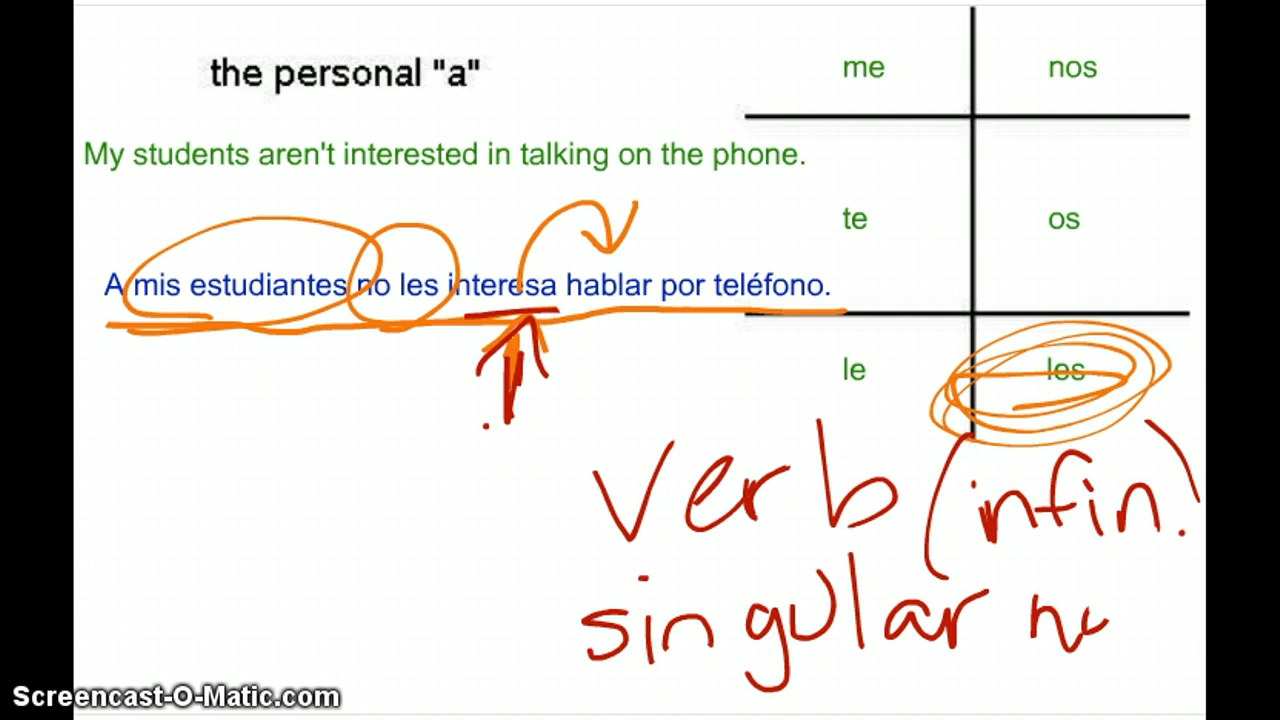 the personal "a"
me nos
My students aren't interested in talking on the phone.
te os
A mis estudiantes no les interesa hablar por teléfono.
le les
verb (infin.)
singular
Screencast-O-Matic.com